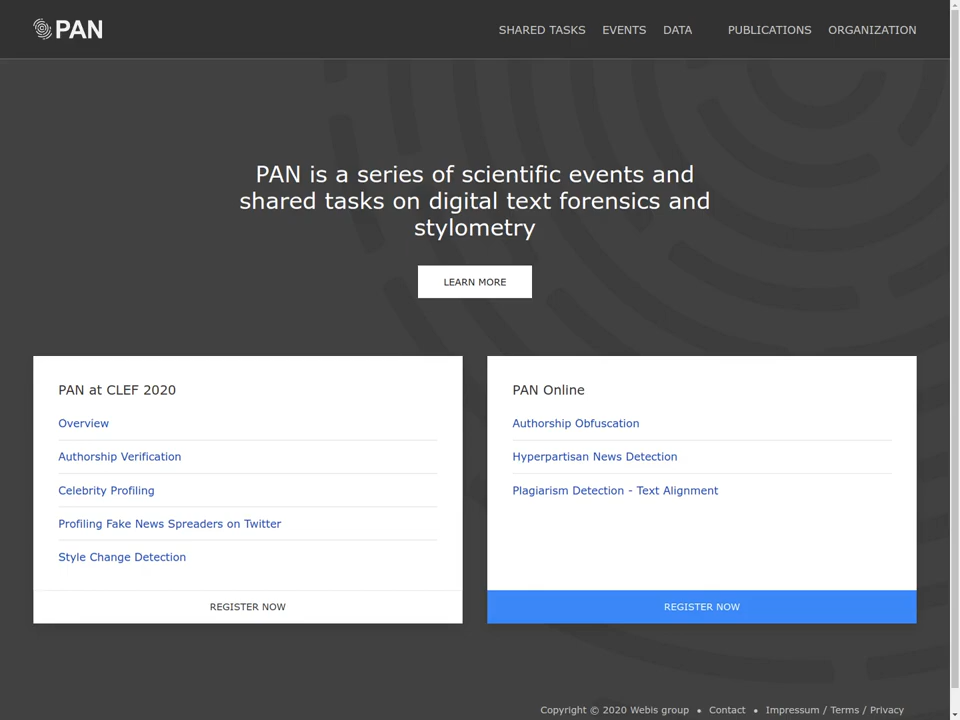 PAN
SHARED TASKS EVENTS DATA PUBLICATIONS ORGANIZATION
PAN is a series of scientific events and
shared tasks on digital text forensics and
stylometry
LEARN MORE
PAN at CLEF 2020
Overview
Authorship Verification
Celebrity Profiling
Profiling Fake News Spreaders on Twitter
Style Change Detection
REGISTER NOW
PAN Online
Authorship Obfuscation
Hyperpartisan News Detection
Plagiarism Detection - Text Alignment
REGISTER NOW
Copyright © 2020 Webis group • Contact • Impressum / Terms / Privacy